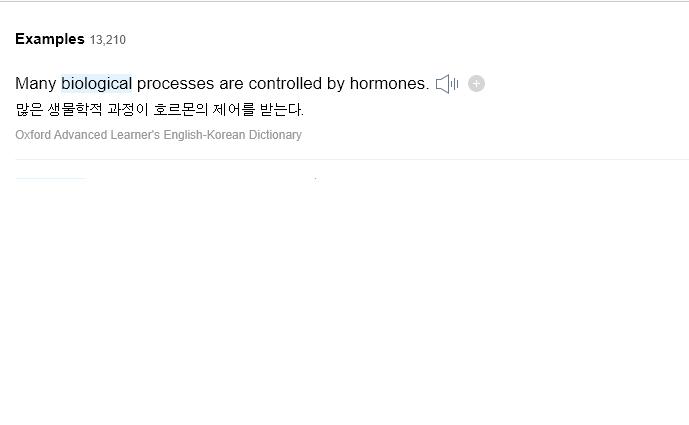 Examples 13,210
Many biological processes are controlled by hormones.
많은 생물학적 과정이 호르몬의 제어를 받는다.
Oxford Advanced Learner's English-Korean Dictionary